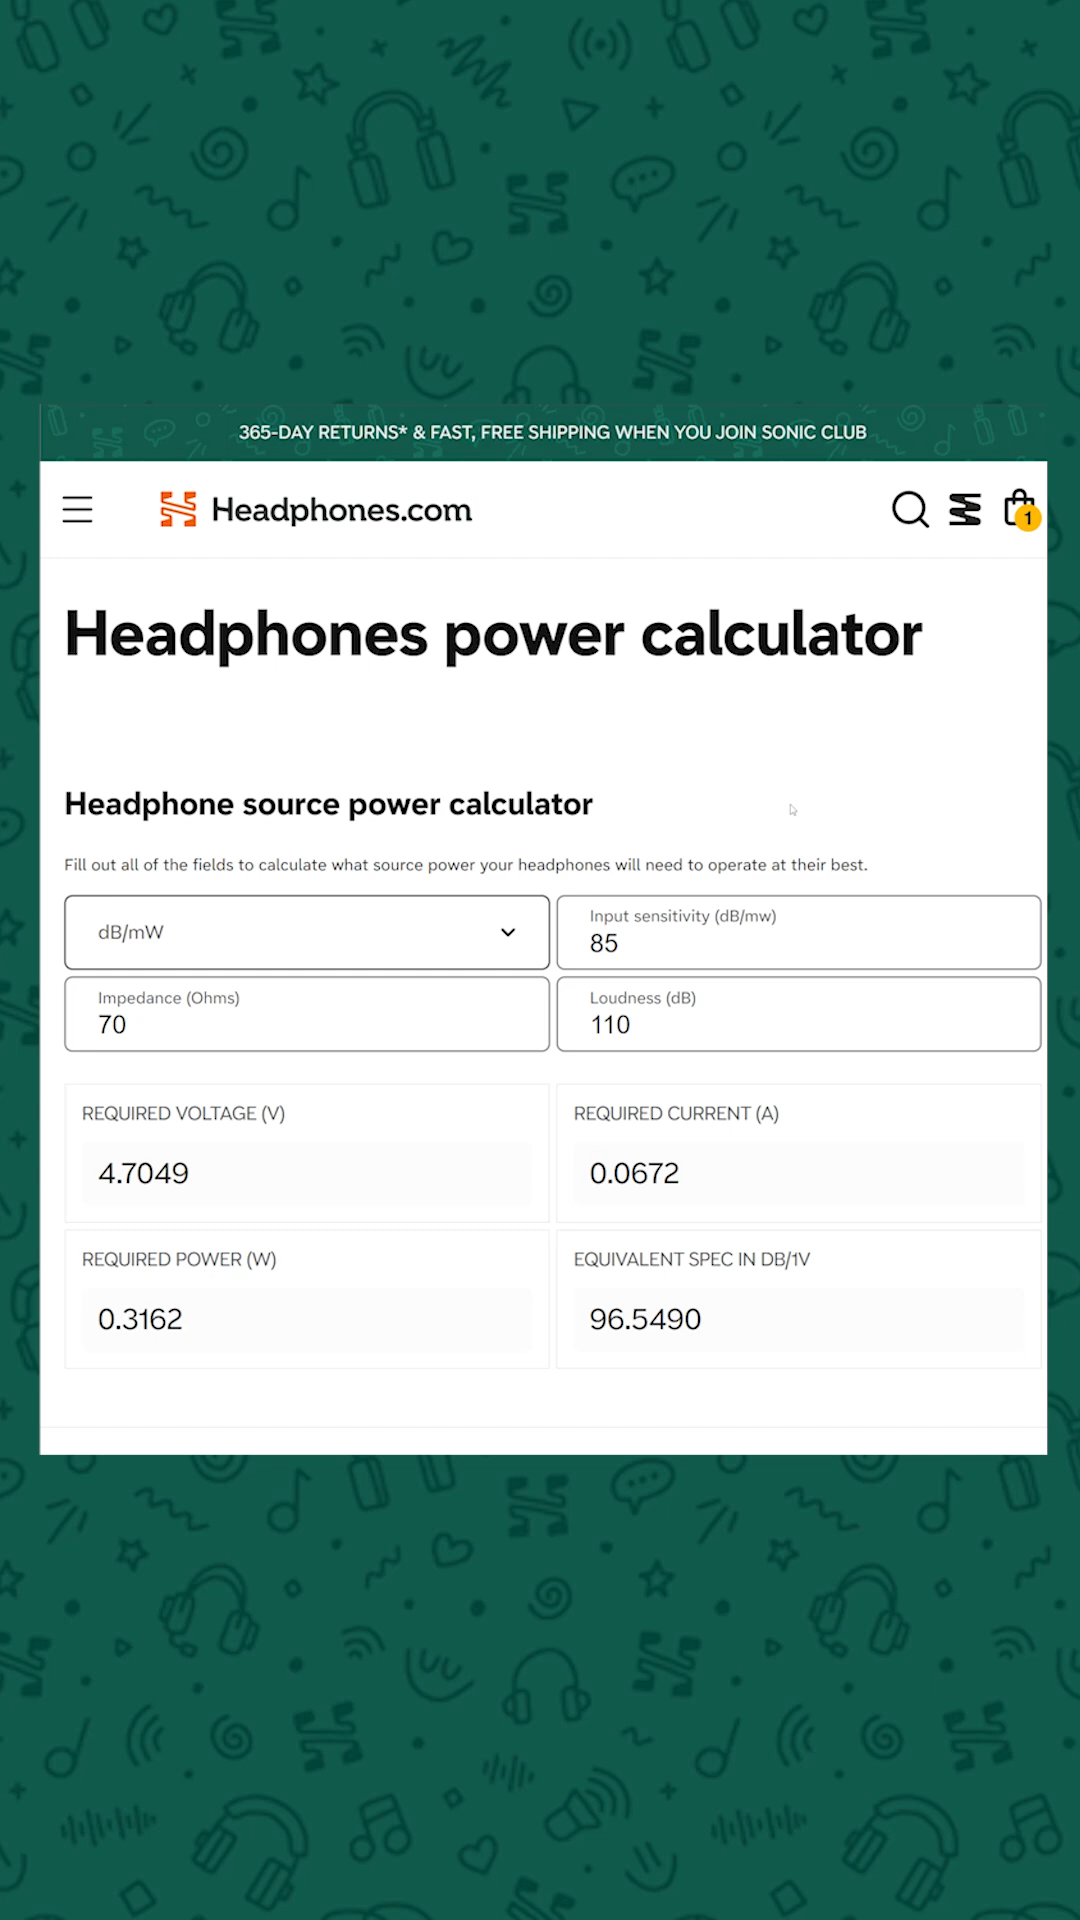 365-DAY RETURNS* & FAST, FREE SHIPPING WHEN YOU JOIN SONIC CLUB
Headphones.com
1
Headphones power calculator
Headphone source power calculator
Fill out all of the fields to calculate what source power your headphones will need to operate at their best.
dB/mW
Input sensitivity (dB/mw)
85
Impedance (Ohms)
70
Loudness (dB)
110
REQUIRED VOLTAGE (V)
4.7049
REQUIRED CURRENT (A)
0.0672
REQUIRED POWER (W)
0.3162
EQUIVALENT SPEC IN DB/1V
96.5490